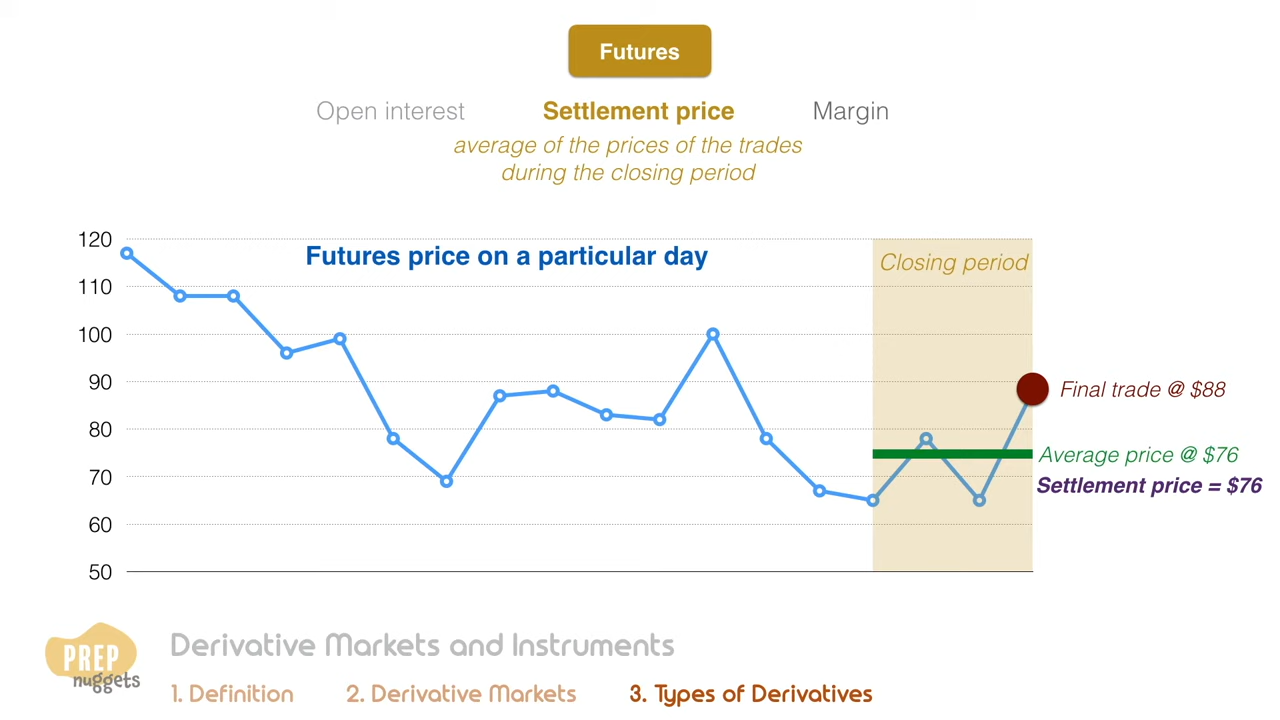 Futures
Open interest Settlement price Margin
average of the prices of the trades
during the closing period
Futures price on a particular day
Closing period
120
110
100
90
80
70
60
50
Final trade @ $88
Average price @ $76
Settlement price = $76
PREP
nuggets
Derivative Markets and Instruments
1. Definition 2. Derivative Markets 3. Types of Derivatives